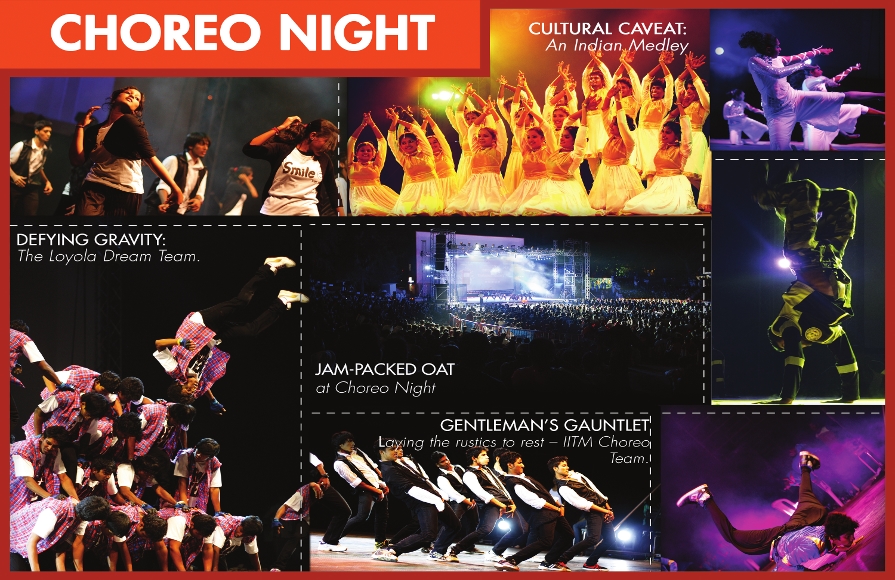 CHOREO NIGHT
CULTURAL CAVEAT:
An Indian Medley
Smile
DEFYING GRAVITY:
The Loyola Dream Team.
JAM-PACKED OAT
at Choreo Night
GENTLEMAN'S GAUNTLET
Laying the rustics to rest – IITM Choreo
Team.